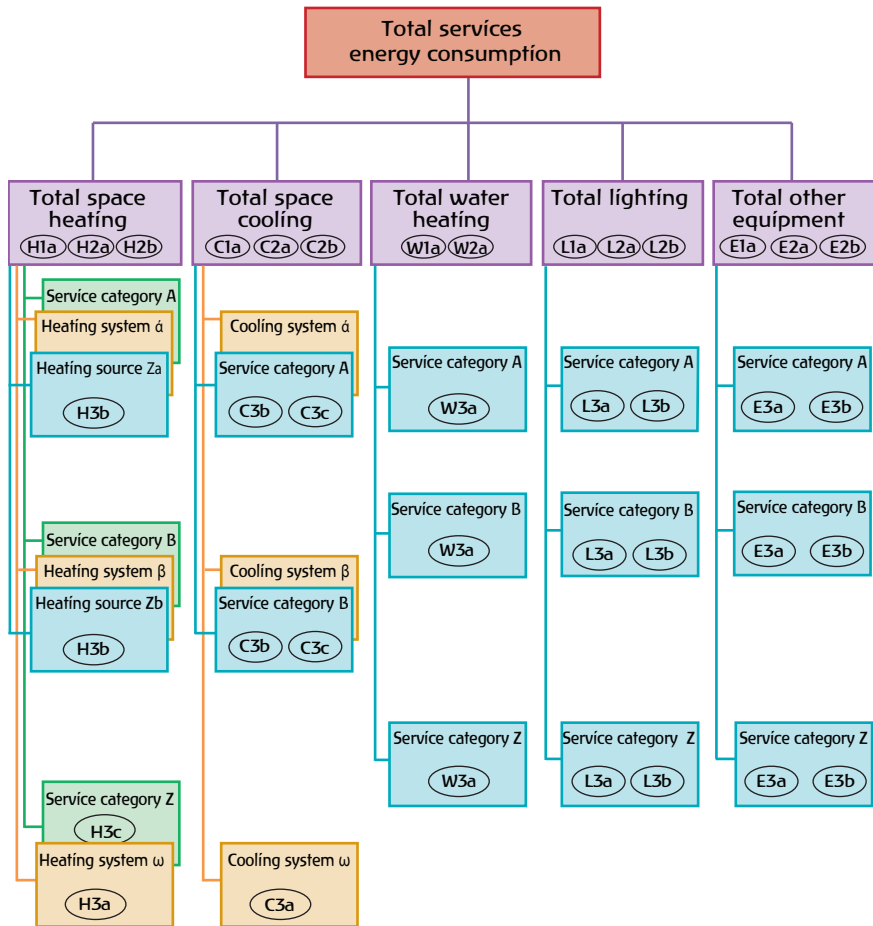 Total services
energy consumption
Total space
heating
H1a H2a H2b
Total space
cooling
C1a C2a C2b
Total water
heating
W1a W2a
Total lighting
L1a L2a L2b
Total other
equipment
E1a E2a E2b
Service category A
Heating system ά
Heating source Za
H3b
Service category B
Heating system β
Heating source Zb
H3b
Service category Z
H3c
Heating system ω
H3a
Cooling system ά
Service category A
C3b C3c
Cooling system β
Service category B
C3b C3c
Cooling system ω
C3a
Service category A
W3a
Service category B
W3a
Service category Z
W3a
Service category A
L3a L3b
Service category B
L3a L3b
Service category Z
L3a L3b
Service category A
E3a E3b
Service category B
E3a E3b
Service category Z
E3a E3b